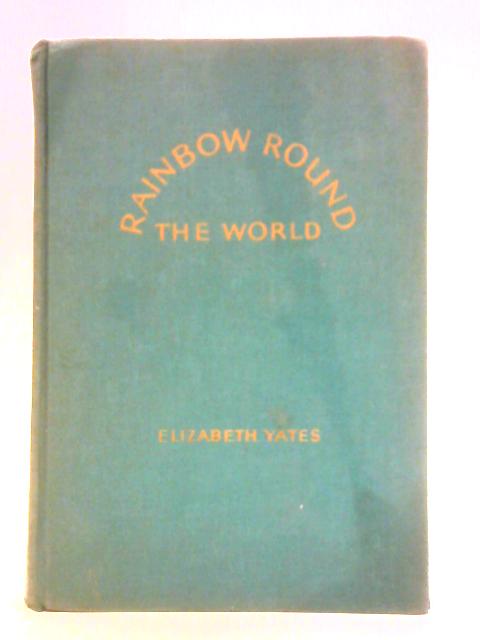 RAINBOW ROUND
THE WORLD
ELIZABETH YATES